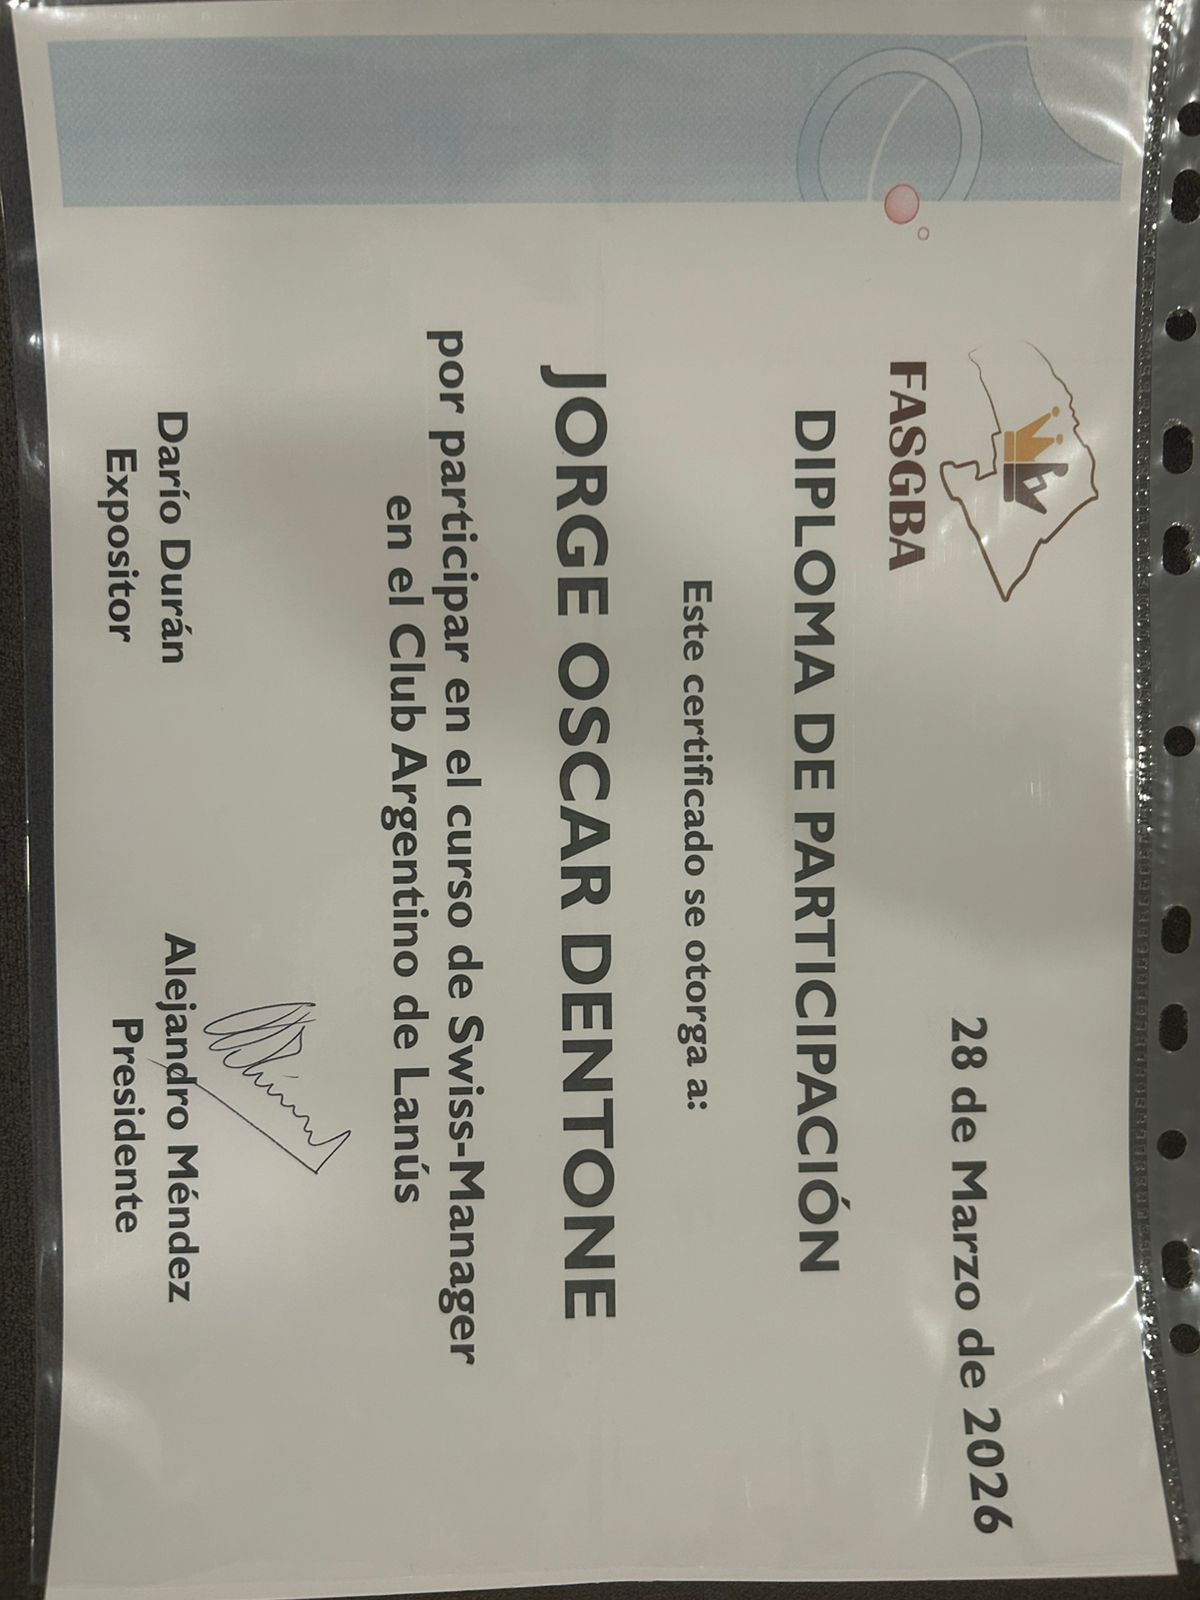 FASGBA
28 de Marzo de 2026
DIPLOMA DE PARTICIPACIÓN
Este certificado se otorga a:
JORGE OSCAR DENTONE
por participar en el curso de Swiss-Manager
en el Club Argentino de Lanús
Darío Durán
Expositor
Alejandro Méndez
Presidente